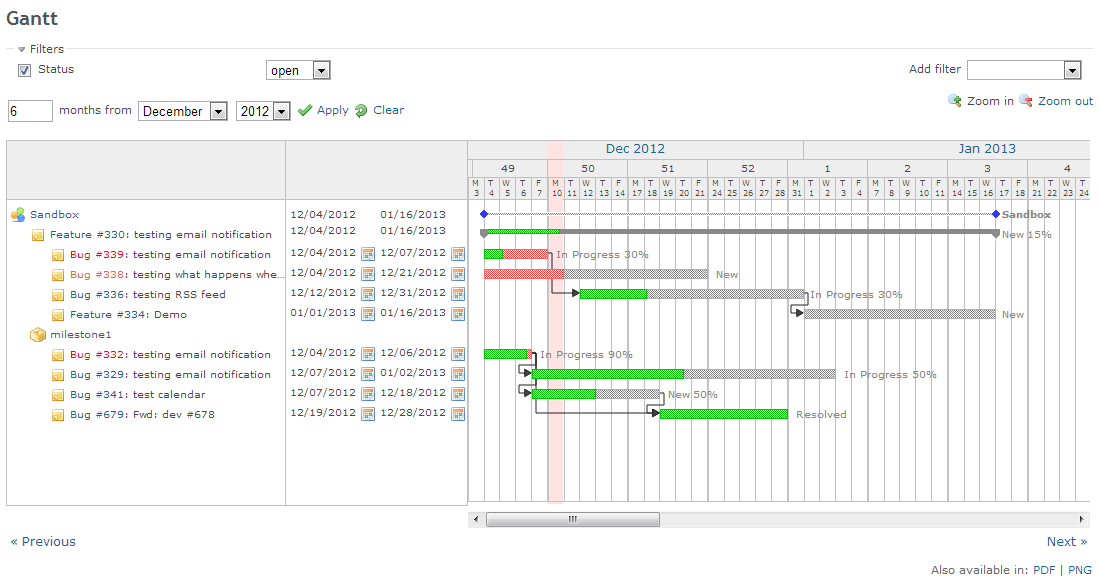 Gantt
Filters
Status open Add filter
6 months from December 2012 Apply Clear Zoom in Zoom out
Dec 2012 Jan 2013
49 50 51 52 1 2 3 4
M T W T F M T W T F M T W T F M T W T F M T W T F M T W T F M T W T F M T W T
3 4 5 6 7 10 11 12 13 14 17 18 19 20 21 24 25 26 27 28 31 1 2 3 4 7 8 9 10 11 14 15 16 17 18 21 22 23 24
Sandbox 12/04/2012 01/16/2013 Sandbox
Feature #330: testing email notification 12/04/2012 01/16/2013 New 15%
Bug #339: testing email notification 12/04/2012 12/07/2012 In Progress 30%
Bug #338: testing what happens whe... 12/04/2012 12/21/2012 New
Bug #336: testing RSS feed 12/12/2012 12/31/2012 In Progress 30%
Feature #334: Demo 01/01/2013 01/16/2013 New
milestone1
Bug #332: testing email notification 12/04/2012 12/06/2012 In Progress 90%
Bug #329: testing email notification 12/07/2012 01/02/2013 In Progress 50%
Bug #341: test calendar 12/07/2012 12/18/2012 New 50%
Bug #679: Fwd: dev #678 12/19/2012 12/28/2012 Resolved
« Previous Next »
Also available in: PDF | PNG